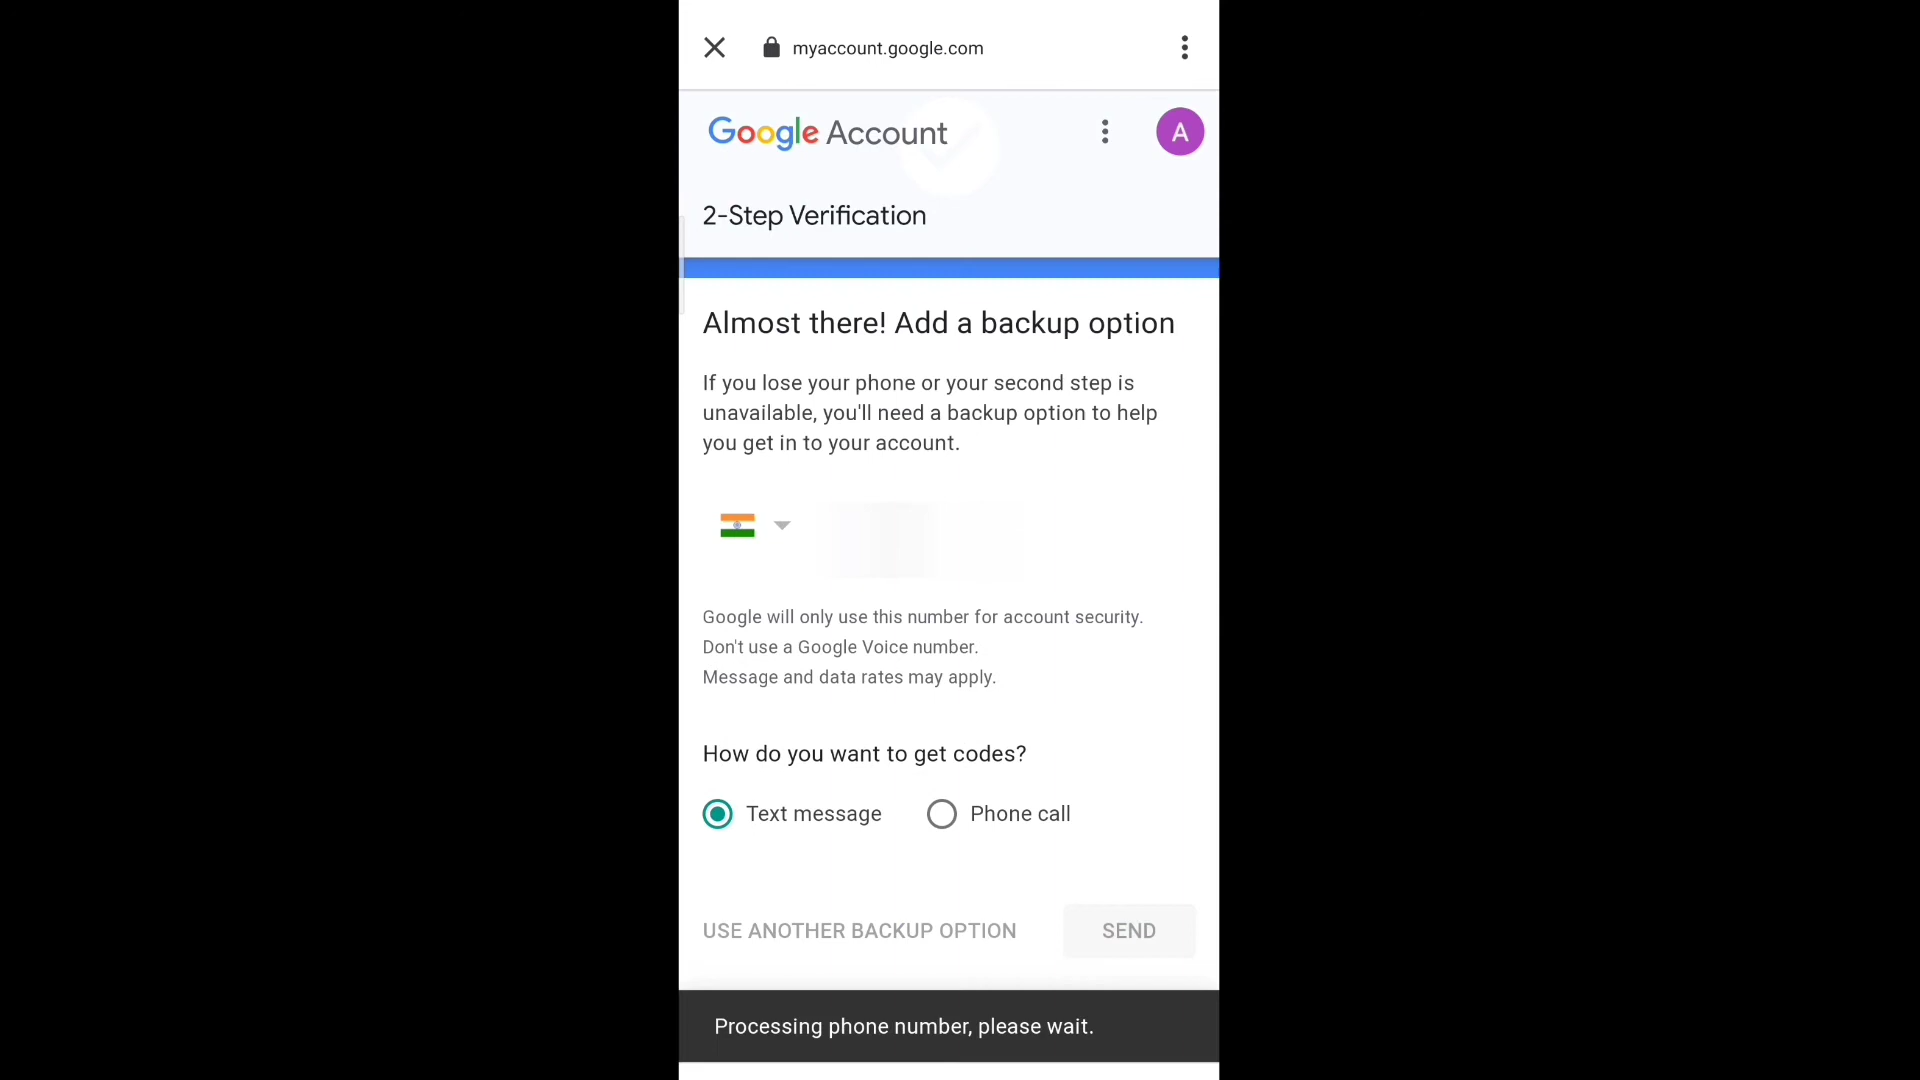 myaccount.google.com
Google Account
A
2-Step Verification
Almost there! Add a backup option
If you lose your phone or your second step is
unavailable, you'll need a backup option to help
you get in to your account.
Google will only use this number for account security.
Don't use a Google Voice number.
Message and data rates may apply.
How do you want to get codes?
Text message
Phone call
USE ANOTHER BACKUP OPTION
SEND
Processing phone number, please wait.